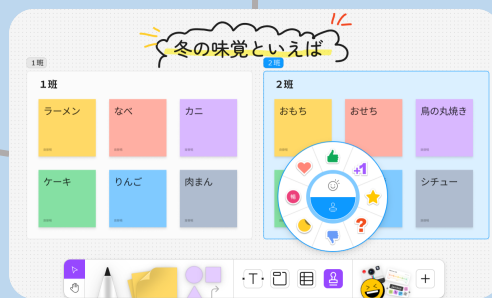 冬の味覚といえば
1班
2班
1班
ラーメン
なべ
カニ
ケーキ
りんご
肉まん
2班
おもち
おせち
鳥の丸焼き
シチュー
+1
?
T